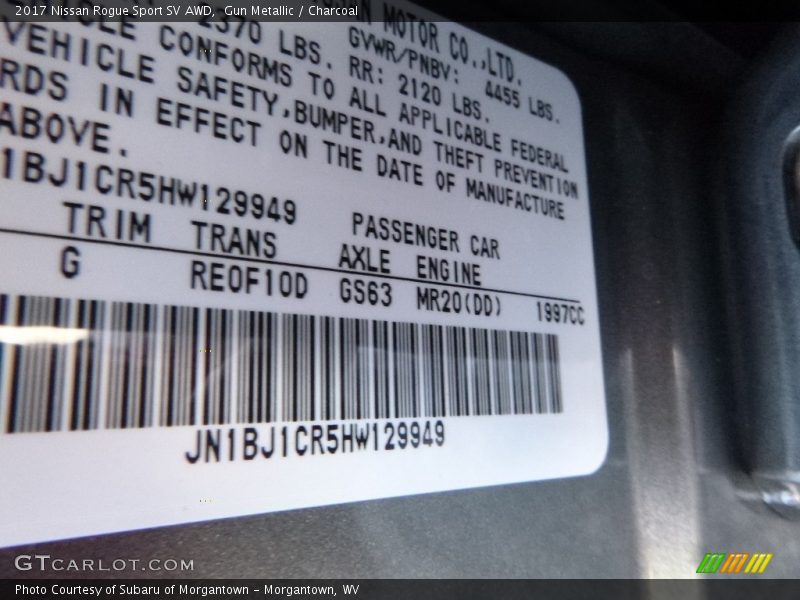 2017 Nissan Rogue Sport SV AWD, Gun Metallic / Charcoal
MOTOR CO.,LTD.
GVWR/PNBV: 4455 LBS.
2370 LBS. RR: 2120 LBS.
VEHICLE CONFORMS TO ALL APPLICABLE FEDERAL
VEHICLE SAFETY,BUMPER,AND THEFT PREVENTION
RDS IN EFFECT ON THE DATE OF MANUFACTURE
ABOVE.
1BJ1CR5HW129949
PASSENGER CAR
TRIM TRANS AXLE ENGINE
G RE0F10D GS63 MR20(DD) 1997CC
JN1BJ1CR5HW129949
GTCARLOT.COM
Photo Courtesy of Subaru of Morgantown - Morgantown, WV